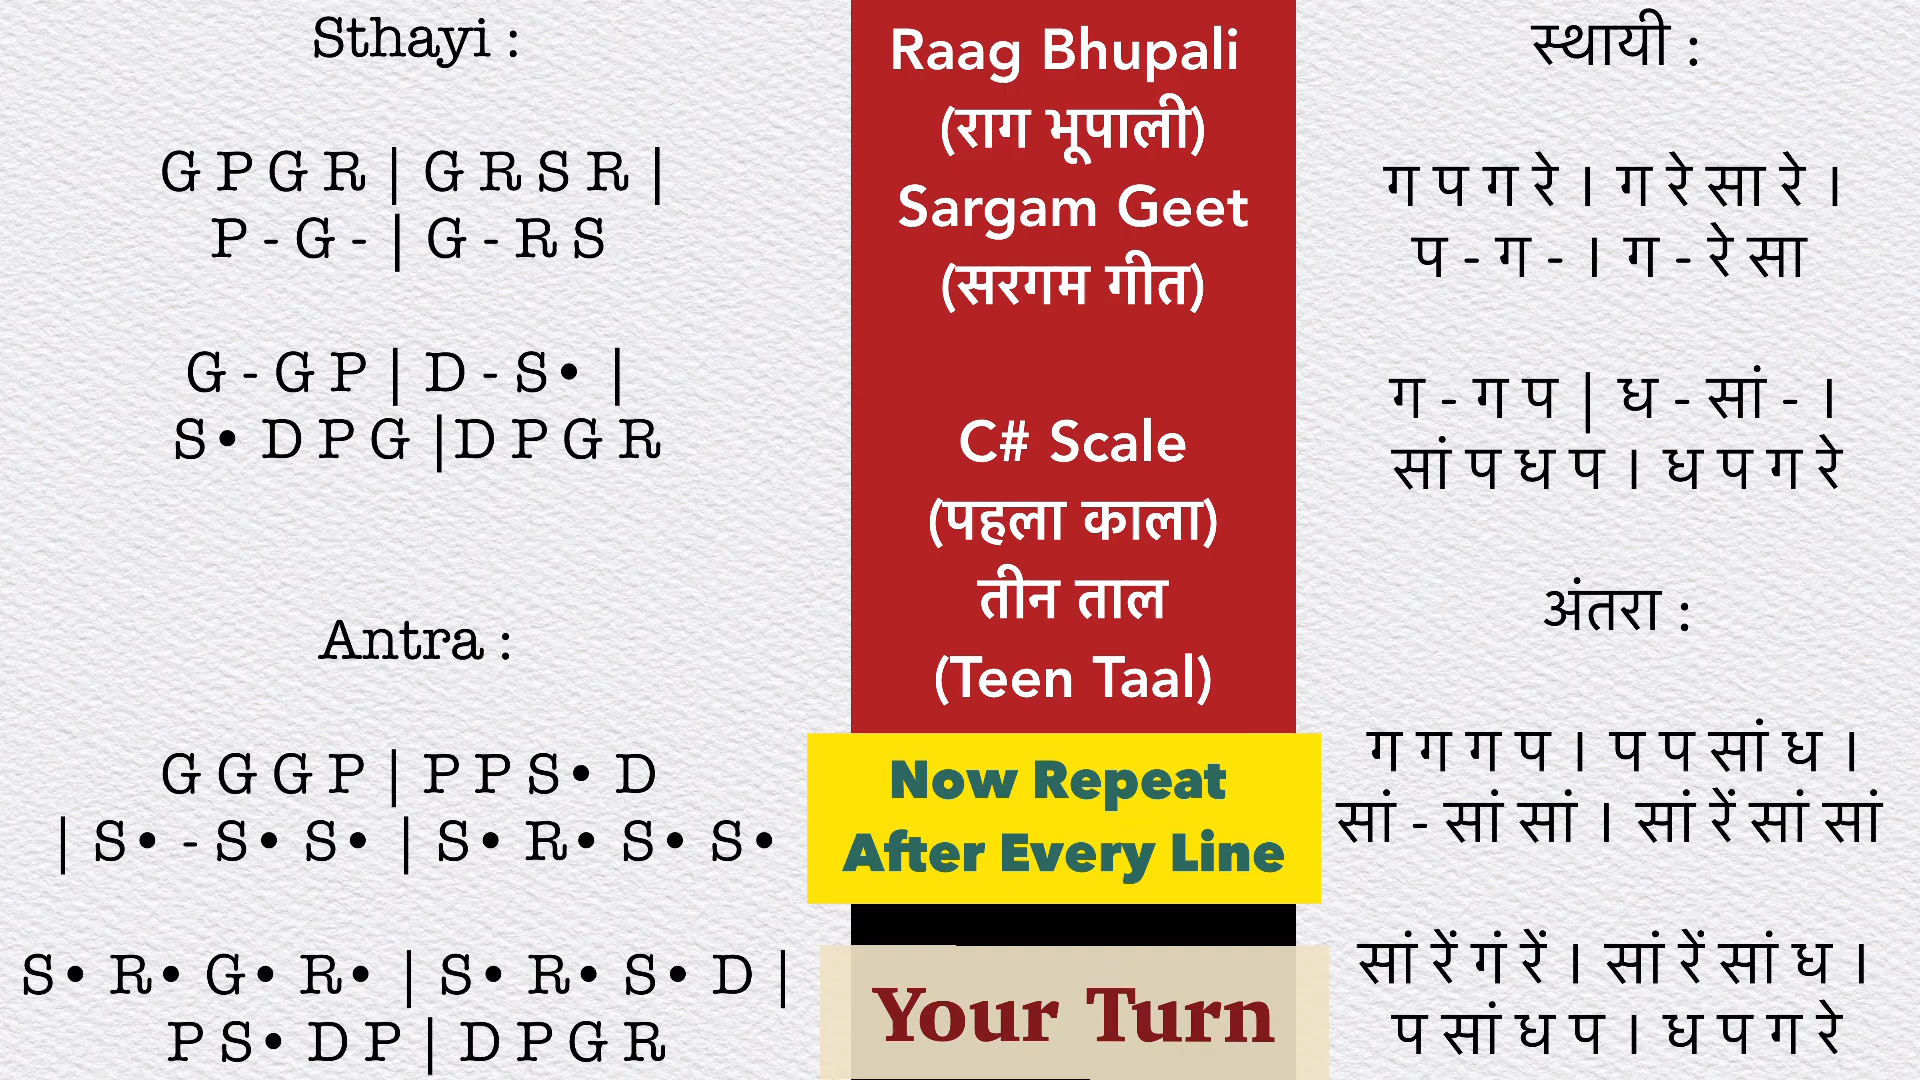 Sthayi :
G P G R | G R S R |
P - G - | G - R S
G - G P | D - S• |
S• D P G |D P G R
Antra :
G G G P | P P S• D
| S• - S• S• | S• R• S• S•
S• R• G• R• | S• R• S• D |
P S• D P | D P G R
Raag Bhupali
(राग भूपाली)
Sargam Geet
(सरगम गीत)
C# Scale
(पहला काला)
तीन ताल
(Teen Taal)
Now Repeat
After Every Line
Your Turn
स्थायी :
ग प ग रे । ग रे सा रे ।
प - ग - । ग - रे सा
ग - ग प | ध - सां - ।
सां प ध प । ध प ग रे
अंतरा :
ग ग ग प । प प सां ध ।
सां - सां सां । सां रें सां सां
सां रें गं रें । सां रें सां ध ।
प सां ध प । ध प ग रे